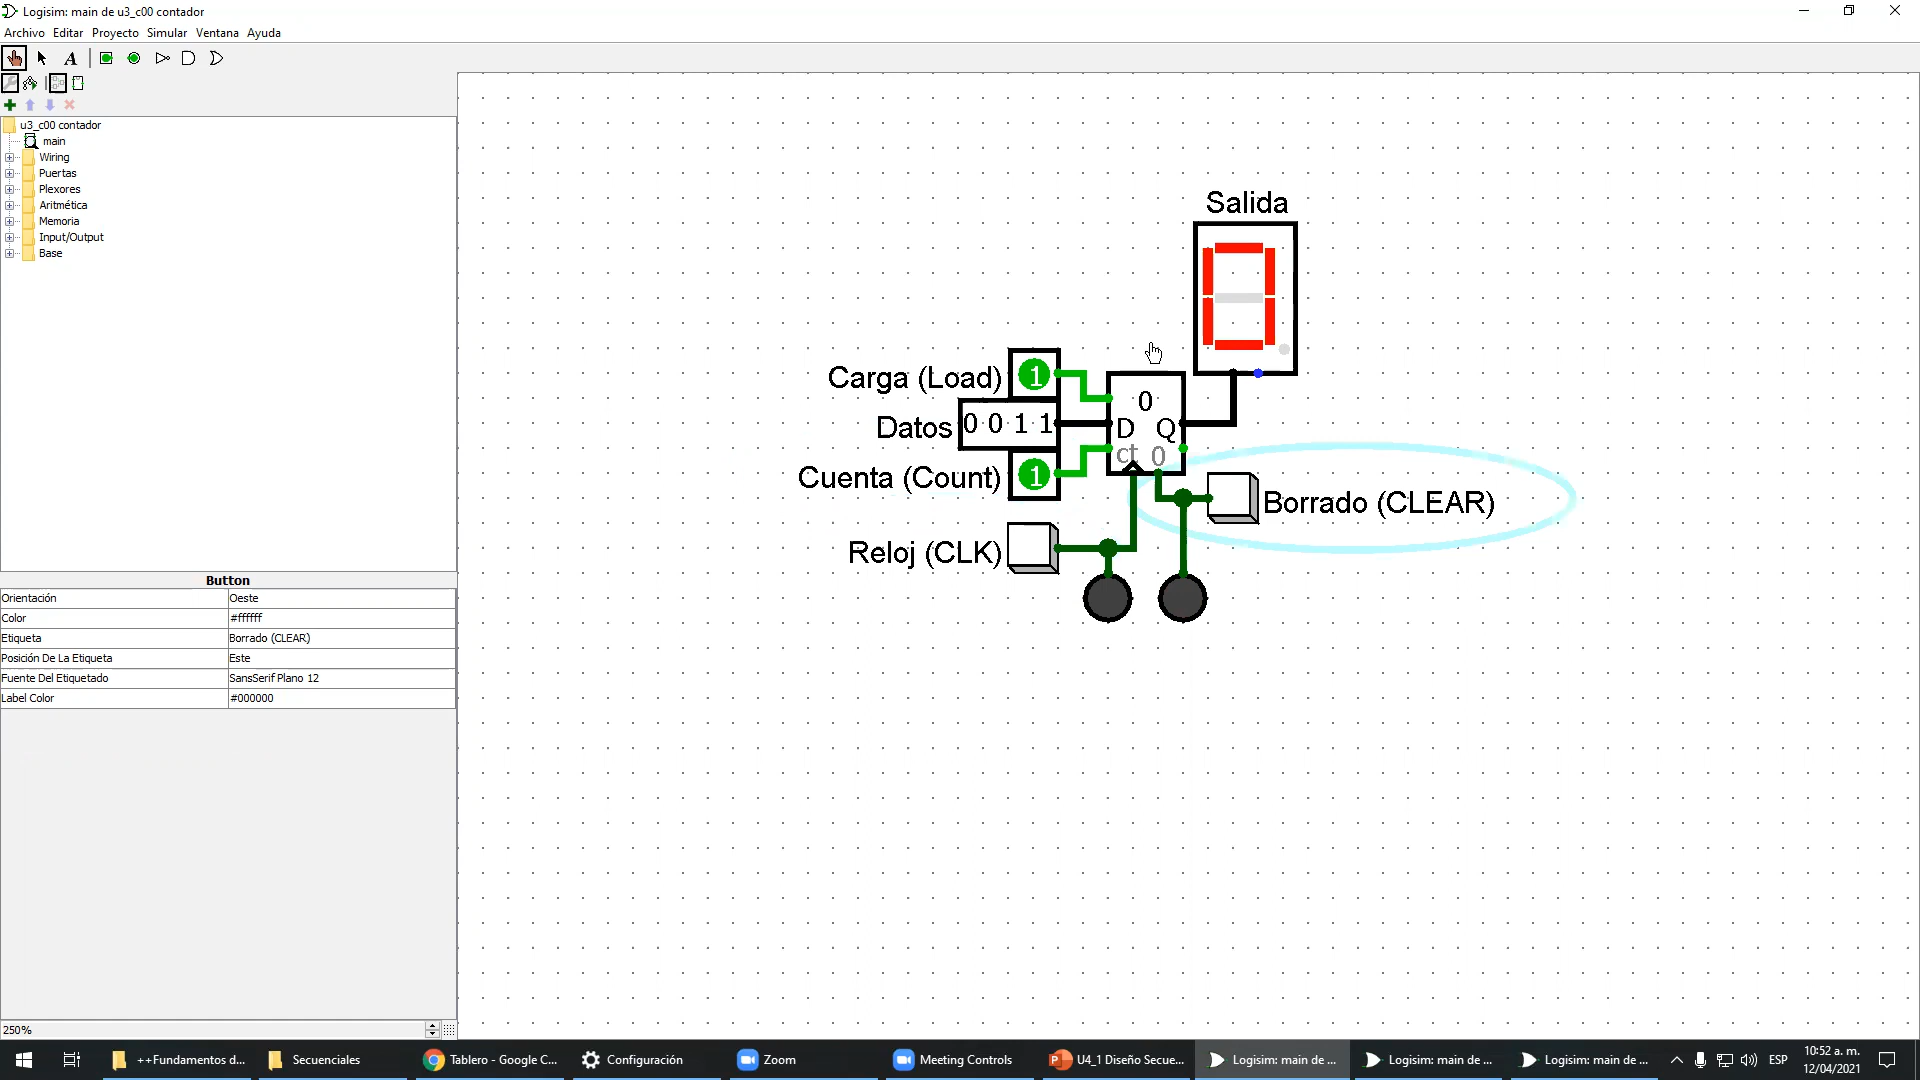 Logisim: main de u3_c00 contador
Archivo Editar Proyecto Simular Ventana Ayuda
A
u3_c00 contador
main
Wiring
Puertas
Plexores
Aritmética
Memoria
Input/Output
Base
Button
Orientación Oeste
Color #ffffff
Etiqueta Borrado (CLEAR)
Posición De La Etiqueta Este
Fuente Del Etiquetado SansSerif Plano 12
Label Color #000000
250%
Salida
Carga (Load) 1
0
Datos 0 0 1 1 D Q
ct 0
Cuenta (Count) 1
Borrado (CLEAR)
Reloj (CLK)
++Fundamentos d... Secuenciales Tablero - Google C... Configuración Zoom Meeting Controls U4_1 Diseño Secue... Logisim: main de ... Logisim: main de ... Logisim: main de ... ESP 10:52 a. m.
12/04/2021